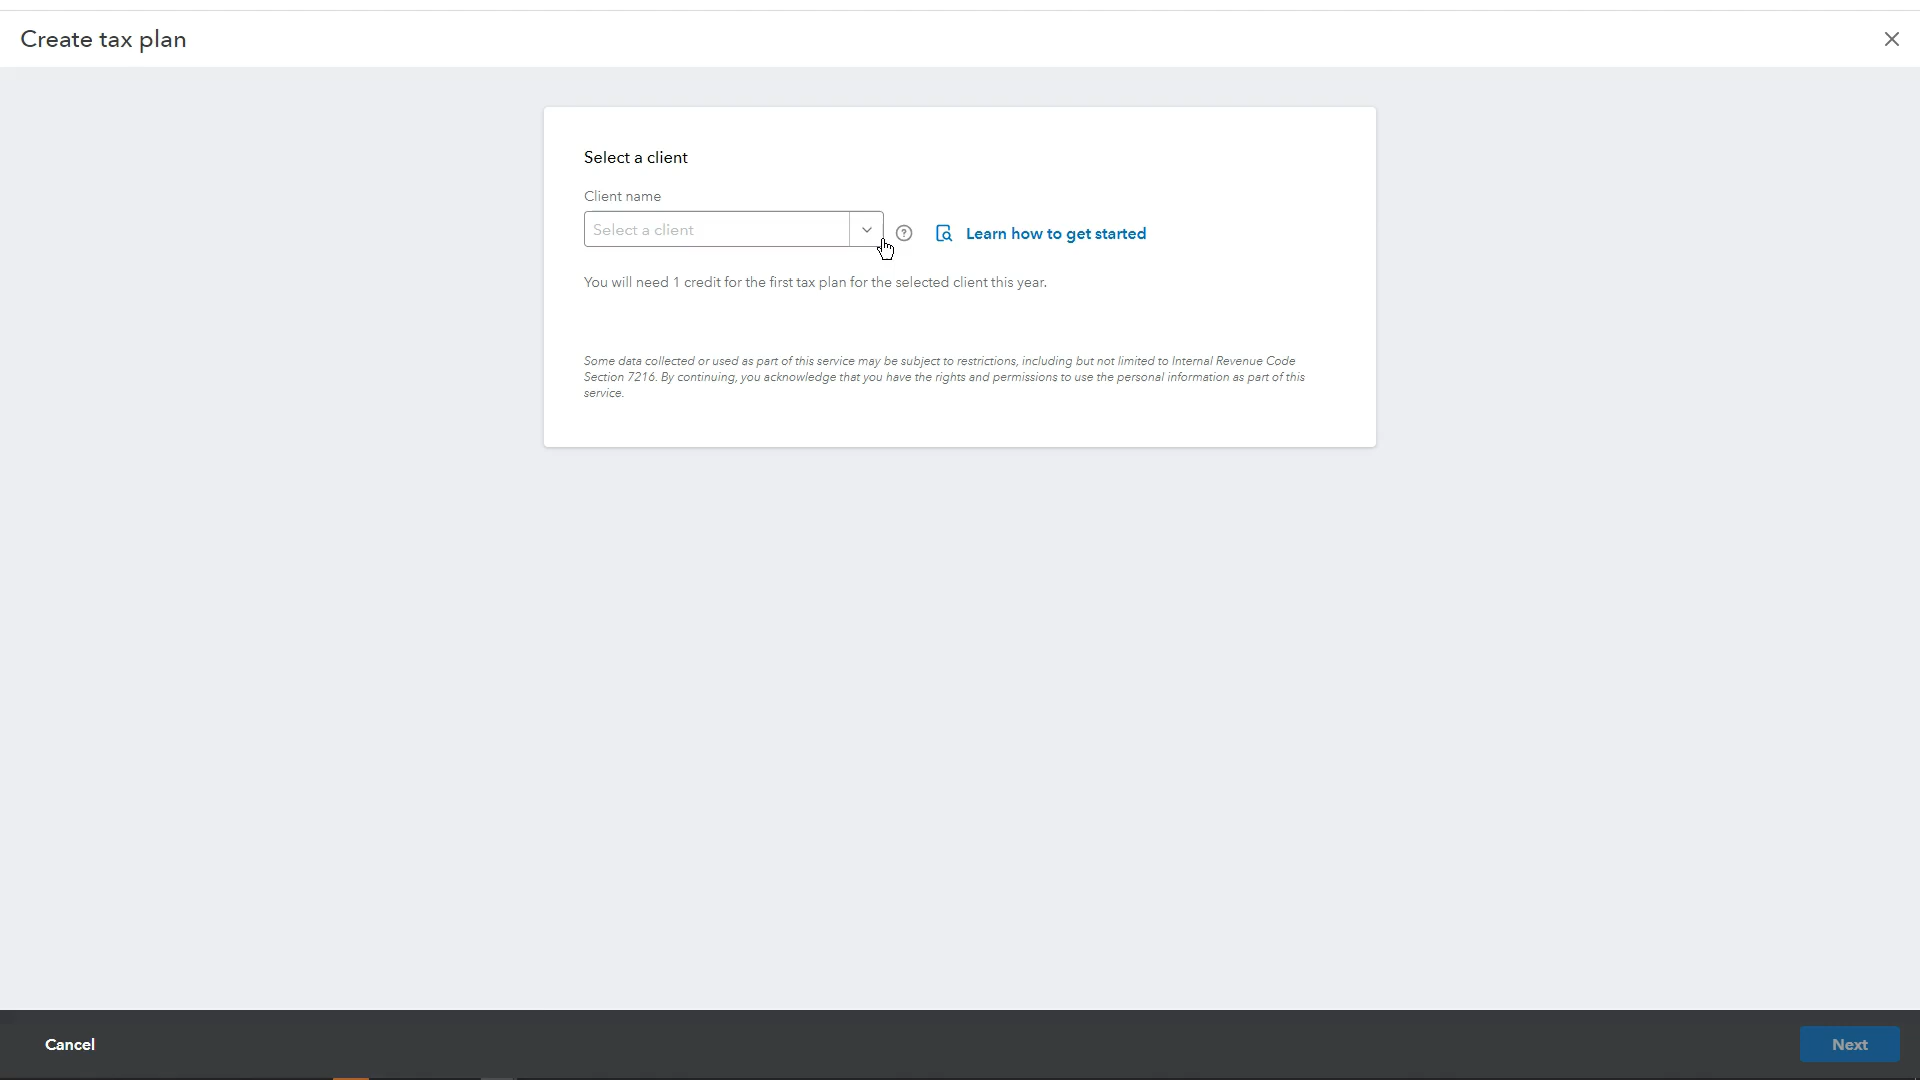 Create tax plan
Select a client
Client name
Select a client
Learn how to get started
You will need 1 credit for the first tax plan for the selected client this year.
Some data collected or used as part of this service may be subject to restrictions, including but not limited to Internal Revenue Code
Section 7216. By continuing, you acknowledge that you have the rights and permissions to use the personal information as part of this
service.
Cancel
Next